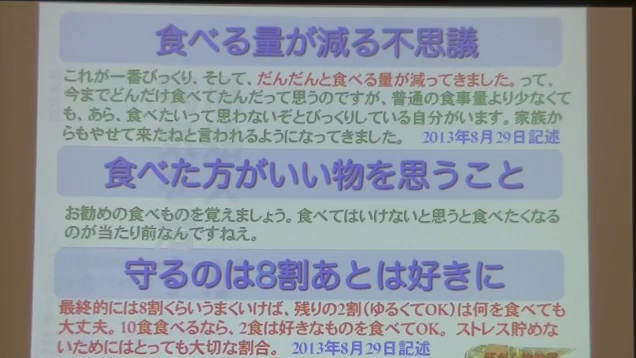 食べる量が減る不思議
これが一番びっくり、そして、だんだんと食べる量が減ってきました。って、
今までどんだけ食べてたんだって思うのですが、普通の食事量より少なくて
も、あら、食べたいって思わないぞとびっくりしている自分がいます。家族か
らもやせて来たねと言われるようになってきました。 2013年8月29日記述
食べた方がいい物を思うこと
お勧めの食べものを覚えましょう。食べてはいけないと思うと食べたくなる
のが当たり前なんですねえ。
守るのは8割あとは好きに
最終的には8割くらいうまくいけば、残りの2割(ゆるくてOK)は何を食べても
大丈夫。10食食べるなら、2食は好きなものを食べてOK。ストレス貯めな
いためにはとっても大切な割合。 2013年8月29日記述